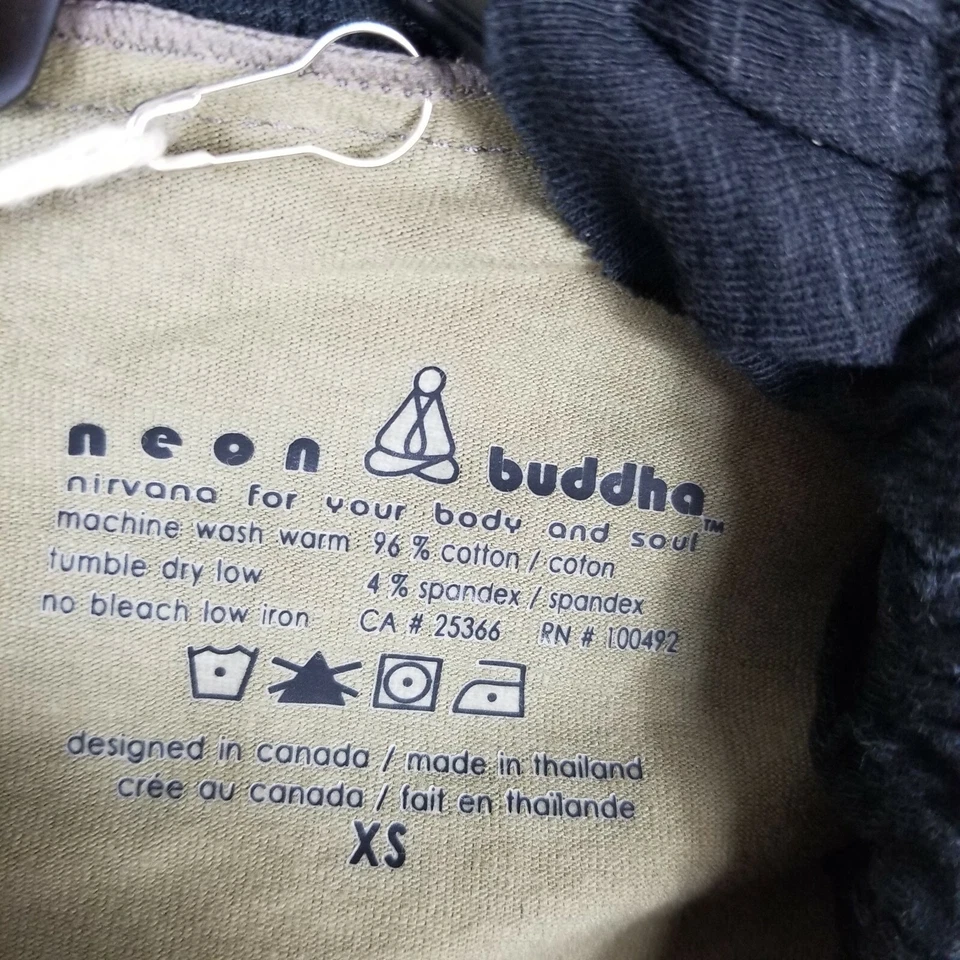 neon buddha
nirvana for your body and soul™
machine wash warm 96 % cotton / coton
tumble dry low 4 % spandex / spandex
no bleach low iron CA # 25366 RN # 100492
designed in canada / made in thailand
crée au canada / fait en thaïlande
XS